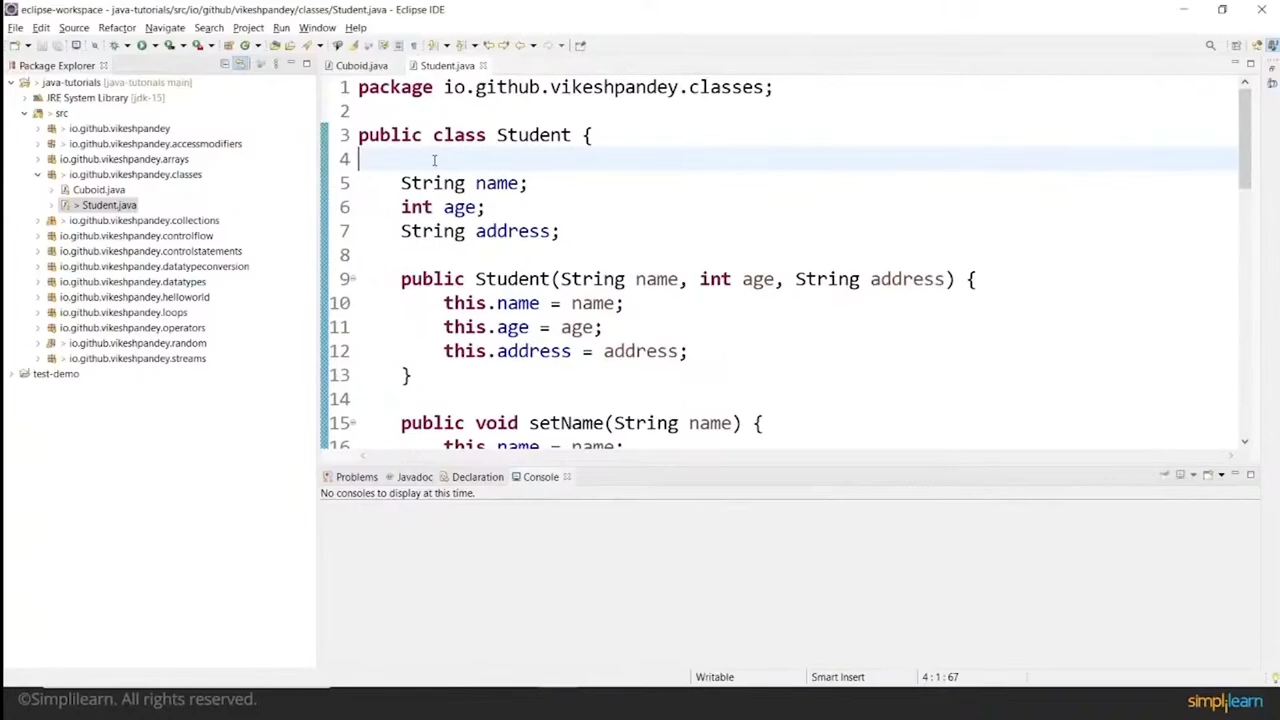 eclipse-workspace - java-tutorials/src/io/github/vikeshpandey/classes/Student.java - Eclipse IDE
File Edit Source Refactor Navigate Search Project Run Window Help
Package Explorer
java-tutorials [java-tutorials main]
JRE System Library [jdk-15]
src
io.github.vikeshpandey
io.github.vikeshpandey.accessmodifiers
io.github.vikeshpandey.arrays
io.github.vikeshpandey.classes
Cuboid.java
> Student.java
io.github.vikeshpandey.collections
io.github.vikeshpandey.controlflow
io.github.vikeshpandey.controlstatements
io.github.vikeshpandey.datatypeconversion
io.github.vikeshpandey.datatypes
io.github.vikeshpandey.helloworld
io.github.vikeshpandey.loops
io.github.vikeshpandey.operators
io.github.vikeshpandey.random
io.github.vikeshpandey.streams
test-demo
Cuboid.java Student.java
1 package io.github.vikeshpandey.classes;
2
3 public class Student {
4
5 String name;
6 int age;
7 String address;
8
9 public Student(String name, int age, String address) {
10 this.name = name;
11 this.age = age;
12 this.address = address;
13 }
14
15 public void setName(String name) {
16 this.name = name;
Problems Javadoc Declaration Console
No consoles to display at this time.
Writable Smart Insert 4 : 1 : 67
©Simplilearn. All rights reserved.
simplilearn